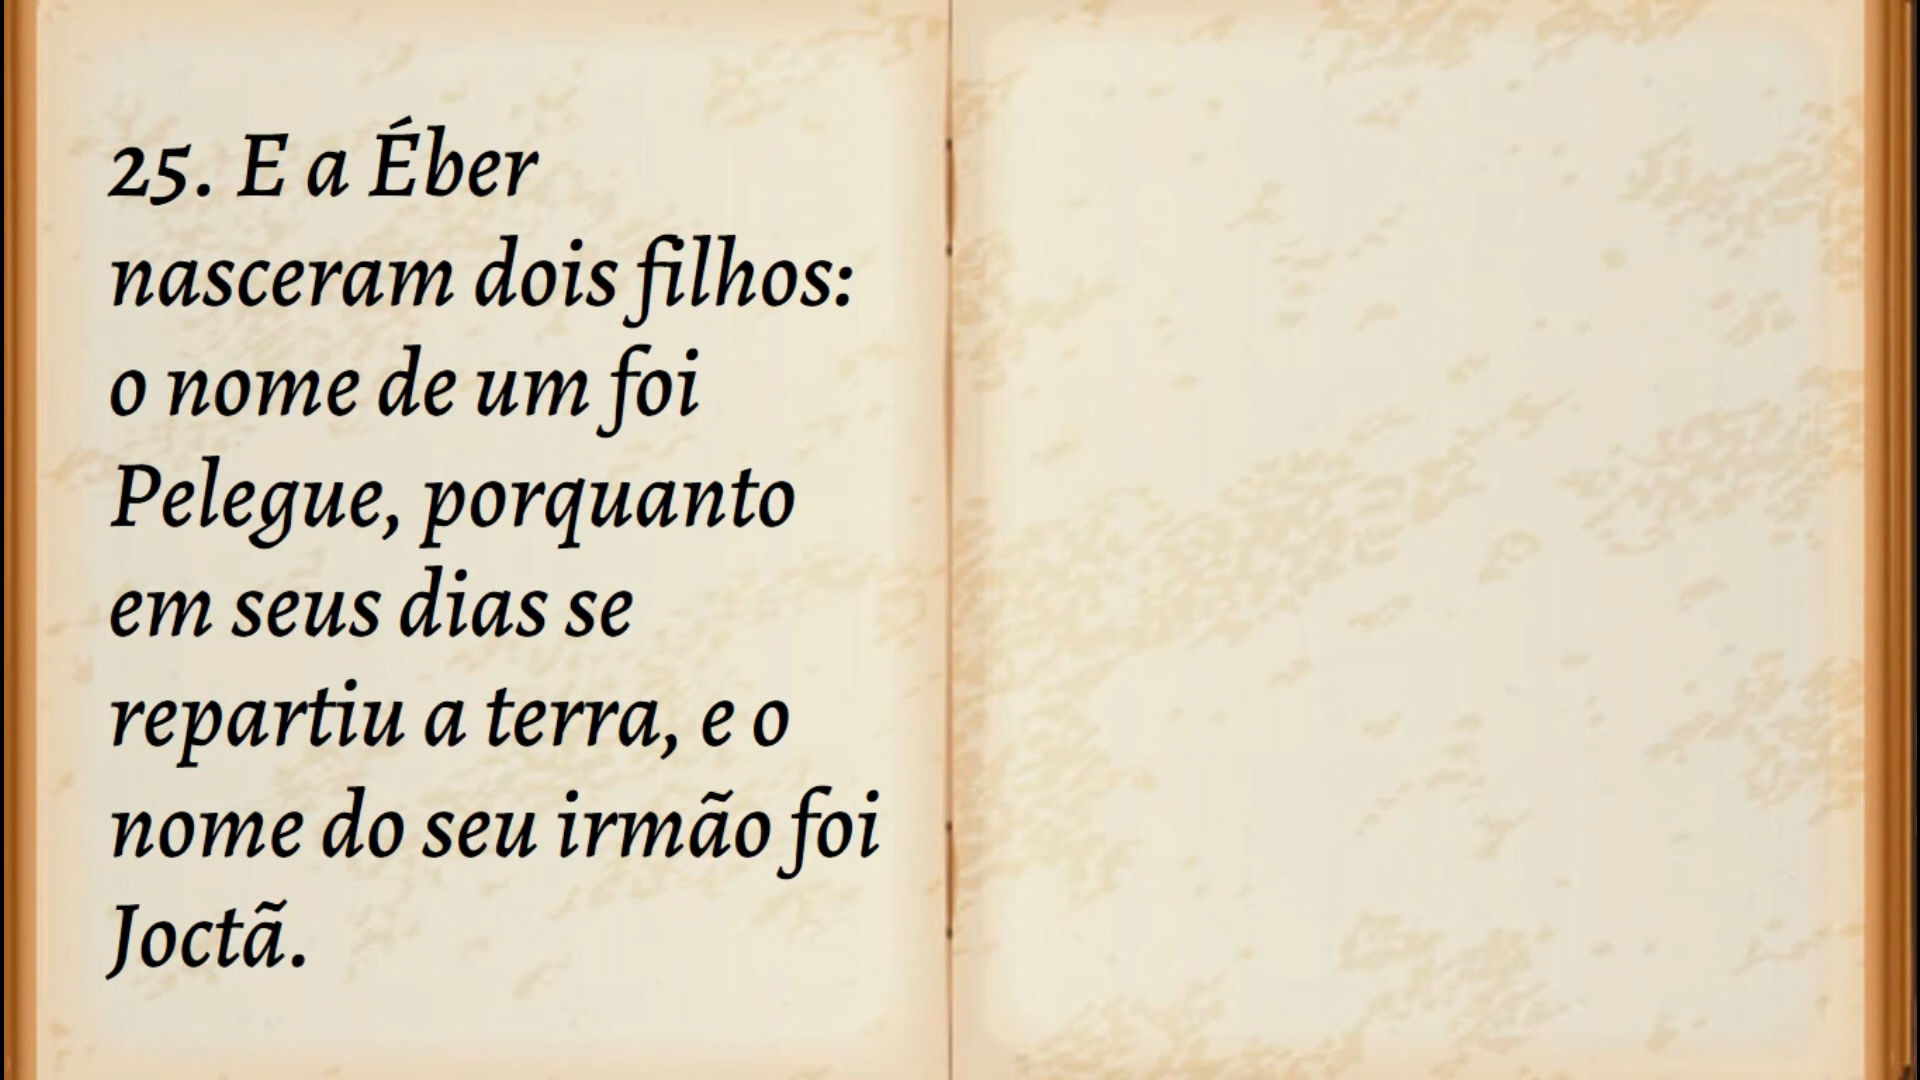 25. E a Éber
nasceram dois filhos:
o nome de um foi
Pelegue, porquanto
em seus dias se
repartiu a terra, e o
nome do seu irmão foi
Joctã.